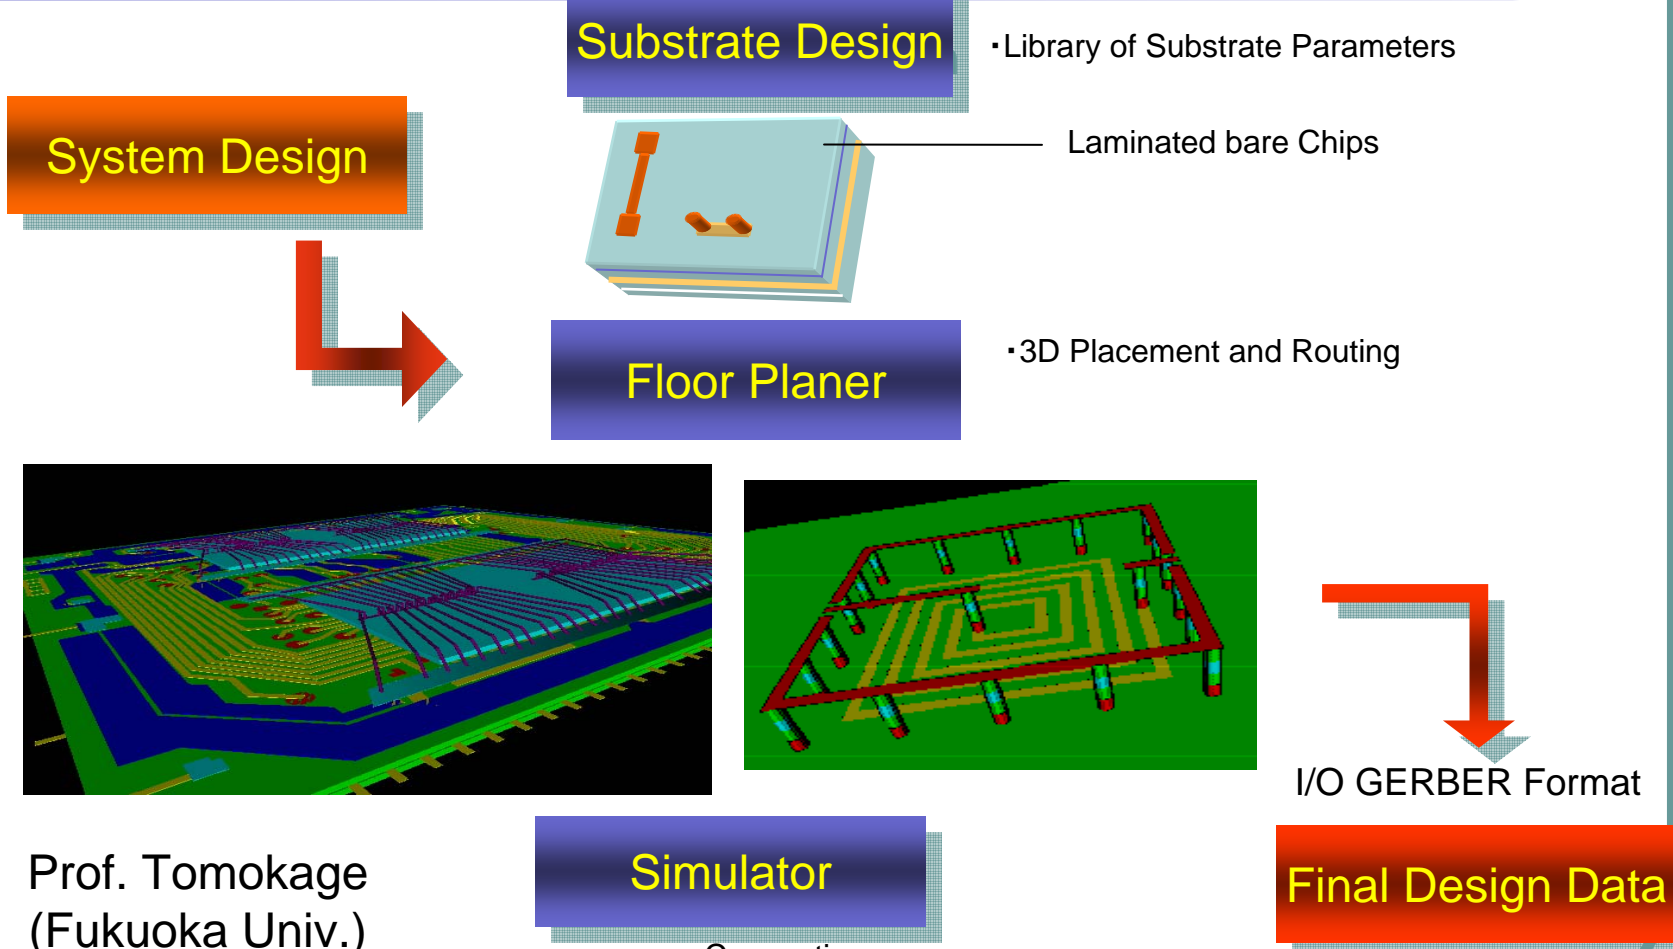 Substrate Design
・Library of Substrate Parameters
System Design
Laminated bare Chips
Floor Planer
・3D Placement and Routing
I/O GERBER Format
Prof. Tomokage
(Fukuoka Univ.)
Simulator
Final Design Data